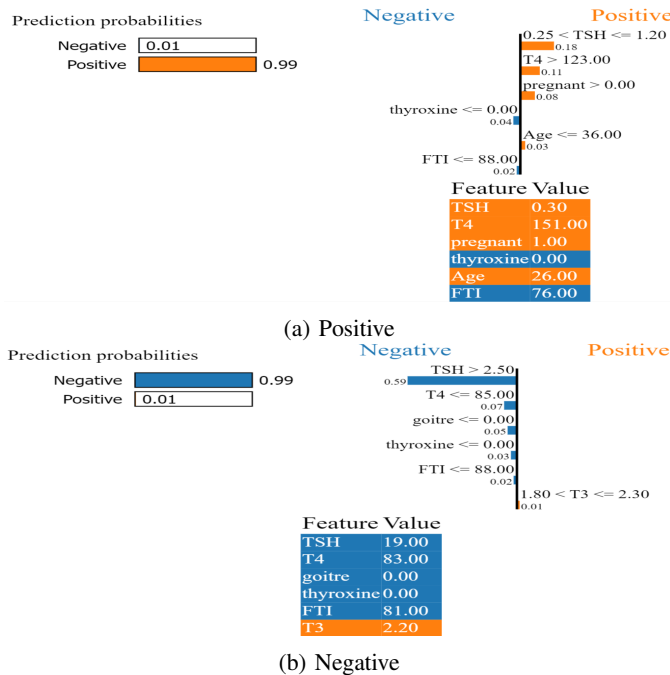 Prediction probabilities
Negative 0.01
Positive 0.99
Negative Positive
0.25 < TSH <= 1.20
0.18
T4 > 123.00
0.11
pregnant > 0.00
0.08
thyroxine <= 0.00
0.04
Age <= 36.00
0.03
FTI <= 88.00
0.02
Feature Value
TSH 0.30
T4 151.00
pregnant 1.00
thyroxine 0.00
Age 26.00
FTI 76.00
(a) Positive
Prediction probabilities
Negative 0.99
Positive 0.01
Negative Positive
TSH > 2.50
0.59
T4 <= 85.00
0.07
goitre <= 0.00
0.05
thyroxine <= 0.00
0.03
FTI <= 88.00
0.02
1.80 < T3 <= 2.30
0.01
Feature Value
TSH 19.00
T4 83.00
goitre 0.00
thyroxine 0.00
FTI 81.00
T3 2.20
(b) Negative